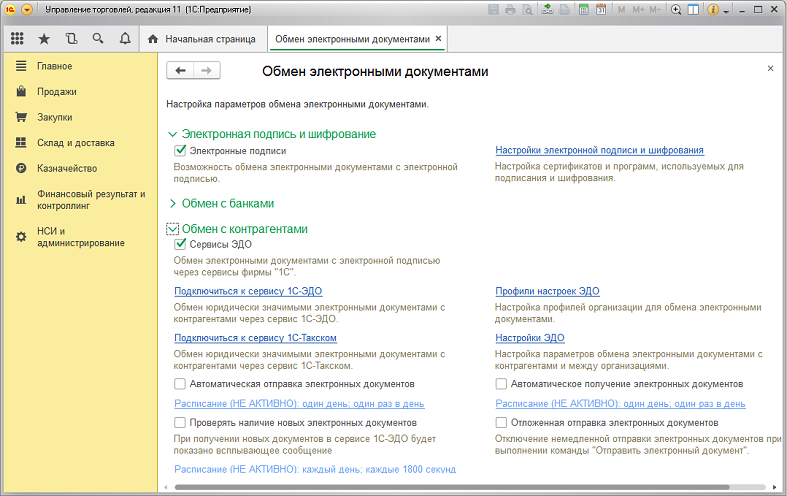 1С Управление торговлей, редакция 11 (1С:Предприятие)
M M+ M-
Начальная страница
Обмен электронными документами ×
Главное
Продажи
Закупки
Склад и доставка
Казначейство
Финансовый результат и
контроллинг
НСИ и
администрирование
Обмен электронными документами
Настройка параметров обмена электронными документами.
Электронная подпись и шифрование
Электронные подписи
Возможность обмена электронными документами с электронной
подписью.
Настройки электронной подписи и шифрования
Настройка сертификатов и программ, используемых для
подписания и шифрования.
Обмен с банками
Обмен с контрагентами
Сервисы ЭДО
Обмен электронными документами с электронной подписью
через сервисы фирмы "1С".
Подключиться к сервису 1С-ЭДО
Обмен юридически значимыми электронными документами с
контрагентами через сервис 1С-ЭДО.
Профили настроек ЭДО
Настройка профилей организации для обмена электронными
документами.
Подключиться к сервису 1С-Такском
Обмен юридически значимыми электронными документами с
контрагентами через сервис 1С-Такском.
Настройки ЭДО
Настройка параметров обмена электронными документами с
контрагентами и между организациями.
Автоматическая отправка электронных документов
Расписание (НЕ АКТИВНО): один день; один раз в день
Автоматическое получение электронных документов
Расписание (НЕ АКТИВНО): один день; один раз в день
Проверять наличие новых электронных документов
При получении новых документов в сервисе 1С-ЭДО будет
показано всплывающее сообщение
Расписание (НЕ АКТИВНО): каждый день; каждые 1800 секунд
Отложенная отправка электронных документов
Отключение немедленной отправки электронных документов при
выполнении команды "Отправить электронный документ".